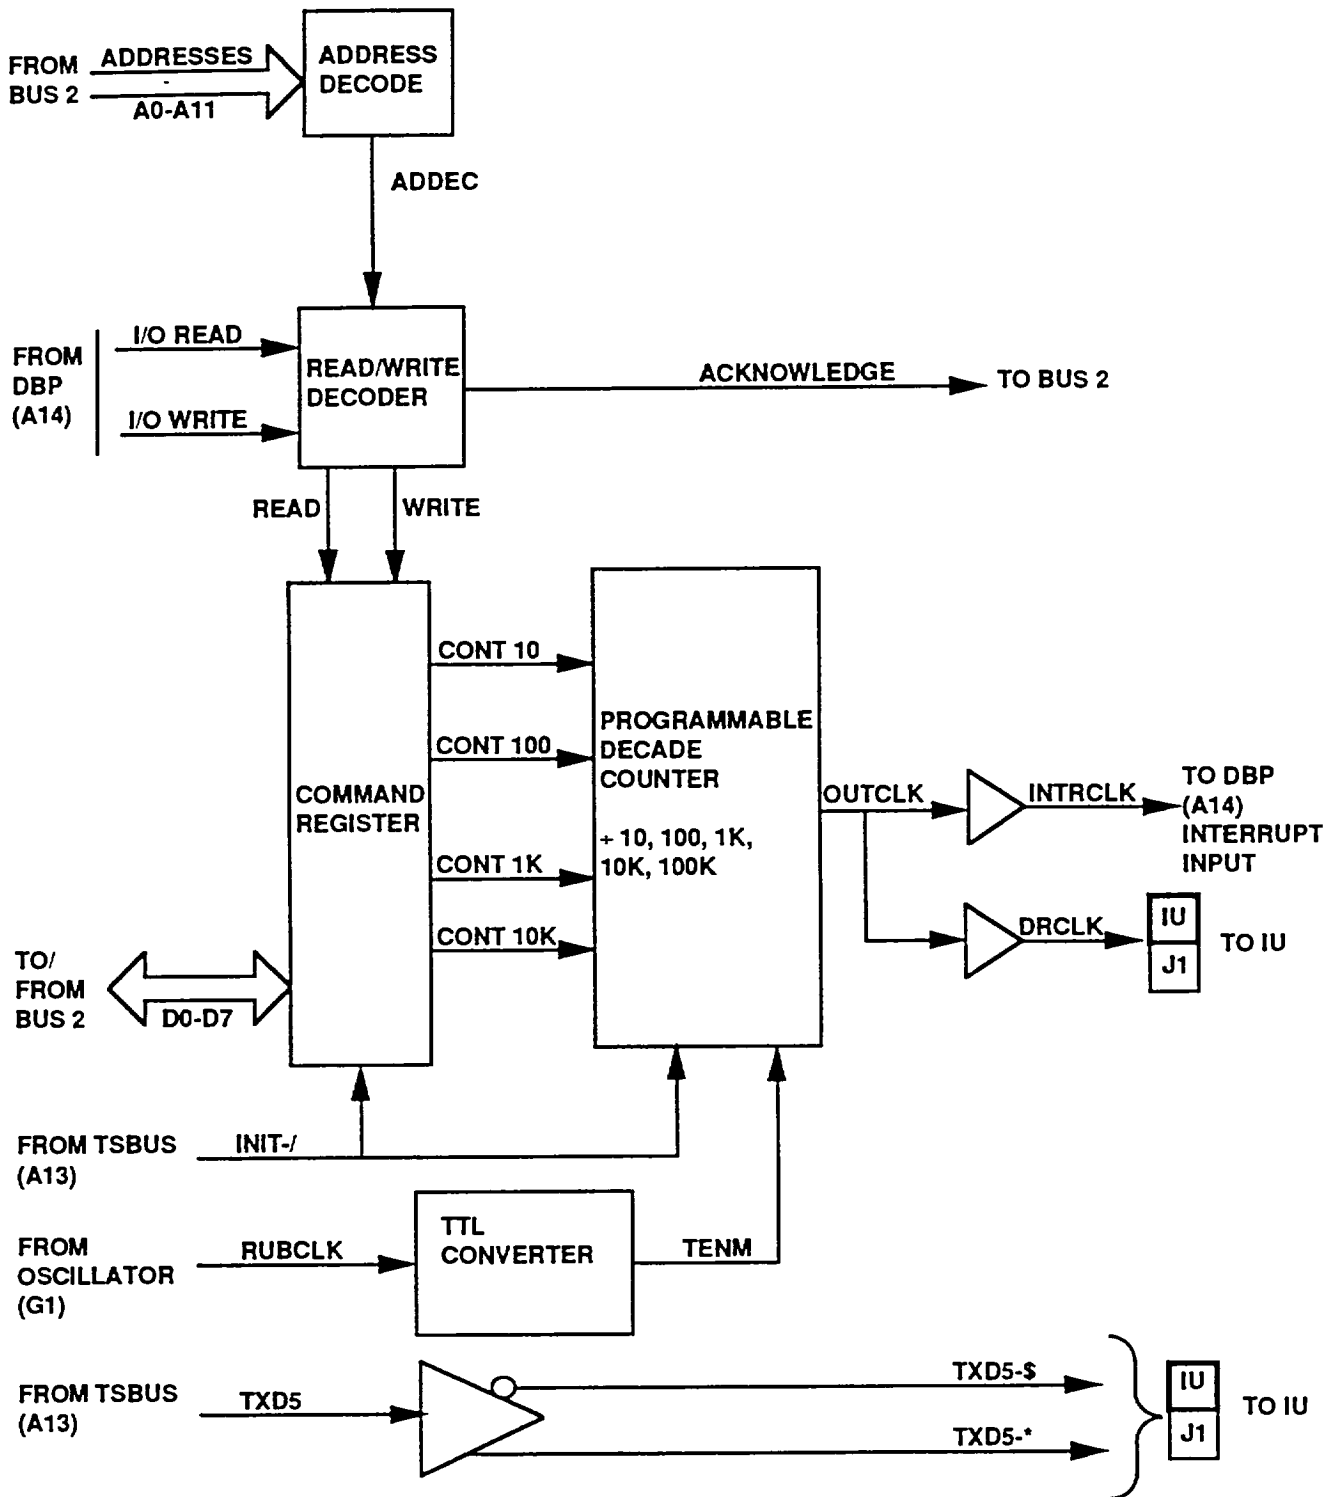 FROM
BUS 2
ADDRESSES
A0-A11
ADDRESS
DECODE
ADDEC
FROM
DBP
(A14)
I/O READ
I/O WRITE
READ/WRITE
DECODER
ACKNOWLEDGE
TO BUS 2
READ
WRITE
COMMAND
REGISTER
CONT 10
CONT 100
CONT 1K
CONT 10K
PROGRAMMABLE
DECADE
COUNTER
÷ 10, 100, 1K,
10K, 100K
OUTCLK
INTRCLK
TO DBP
(A14)
INTERRUPT
INPUT
DRCLK
IU
J1
TO IU
TO/
FROM
BUS 2
D0-D7
FROM TSBUS
(A13)
INIT-/
FROM
OSCILLATOR
(G1)
RUBCLK
TTL
CONVERTER
TENM
FROM TSBUS
(A13)
TXD5
TXD5-$
TXD5-*
IU
J1
TO IU